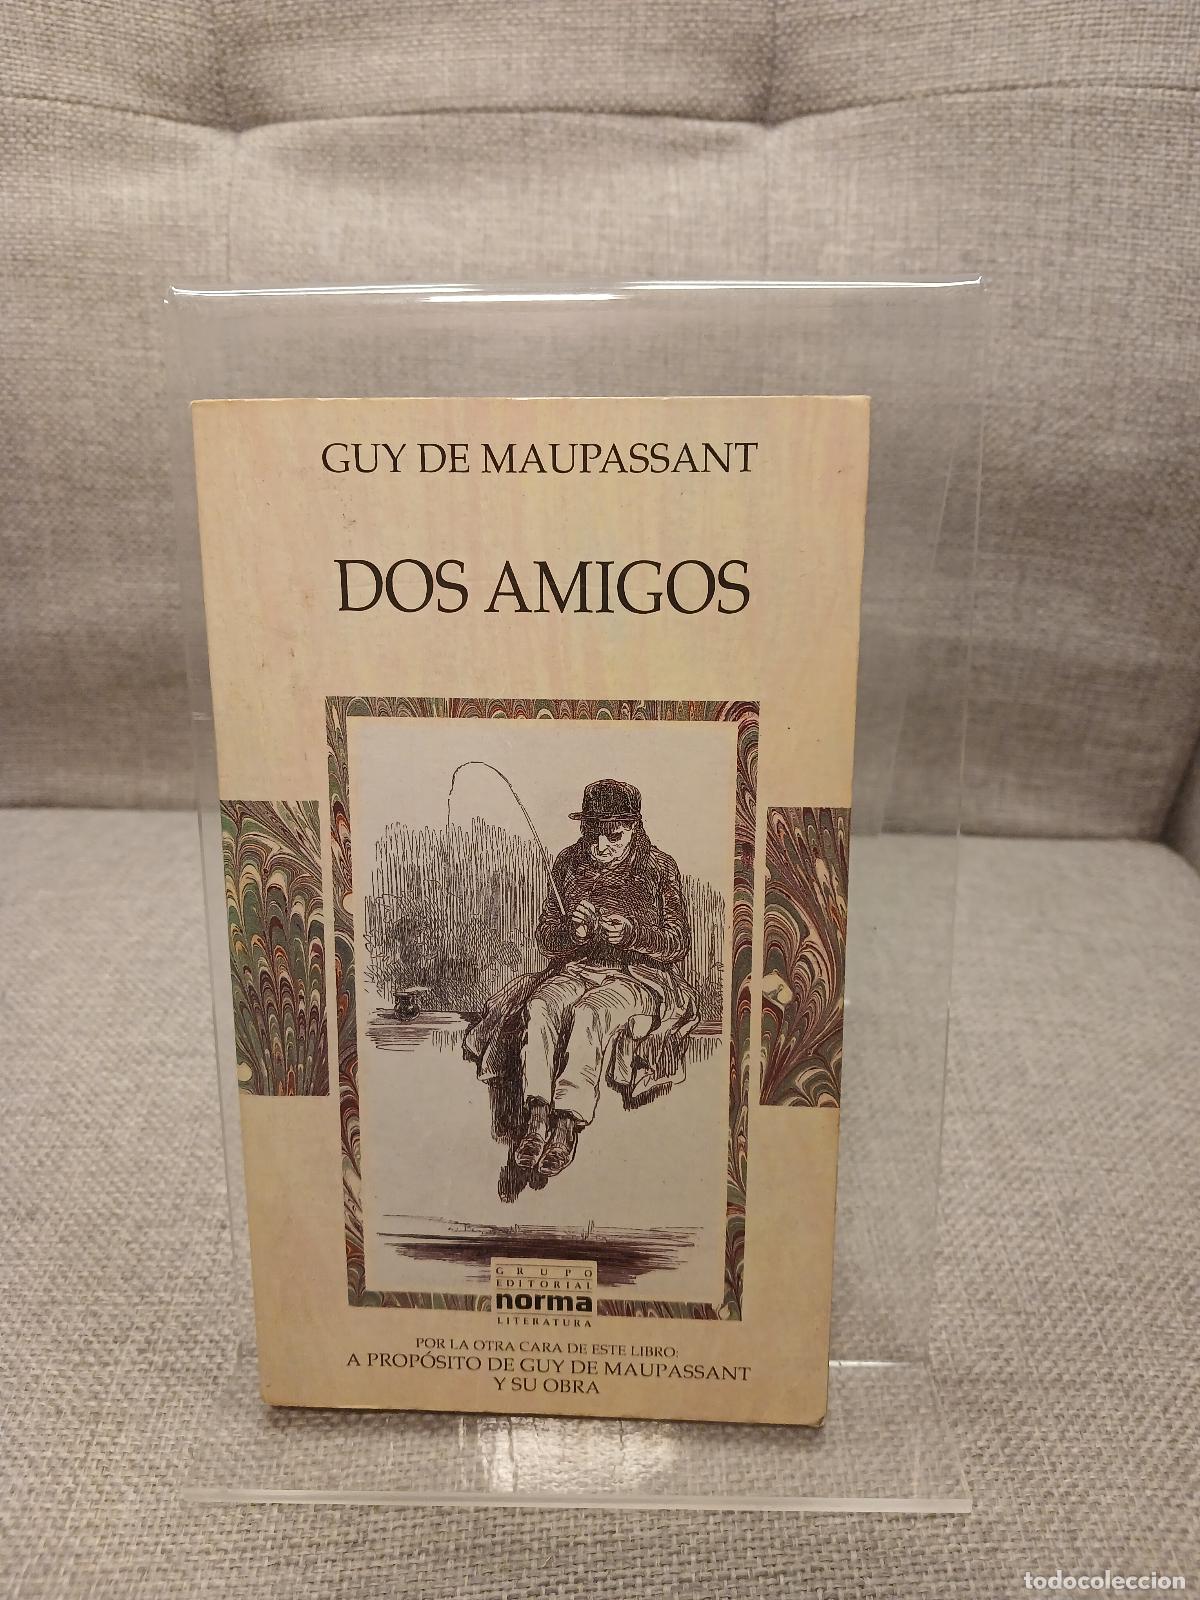 GUY DE MAUPASSANT
DOS AMIGOS
GRUPO
EDITORIAL
norma
LITERATURA
POR LA OTRA CARA DE ESTE LIBRO:
A PROPÓSITO DE GUY DE MAUPASSANT
Y SU OBRA
todocoleccion